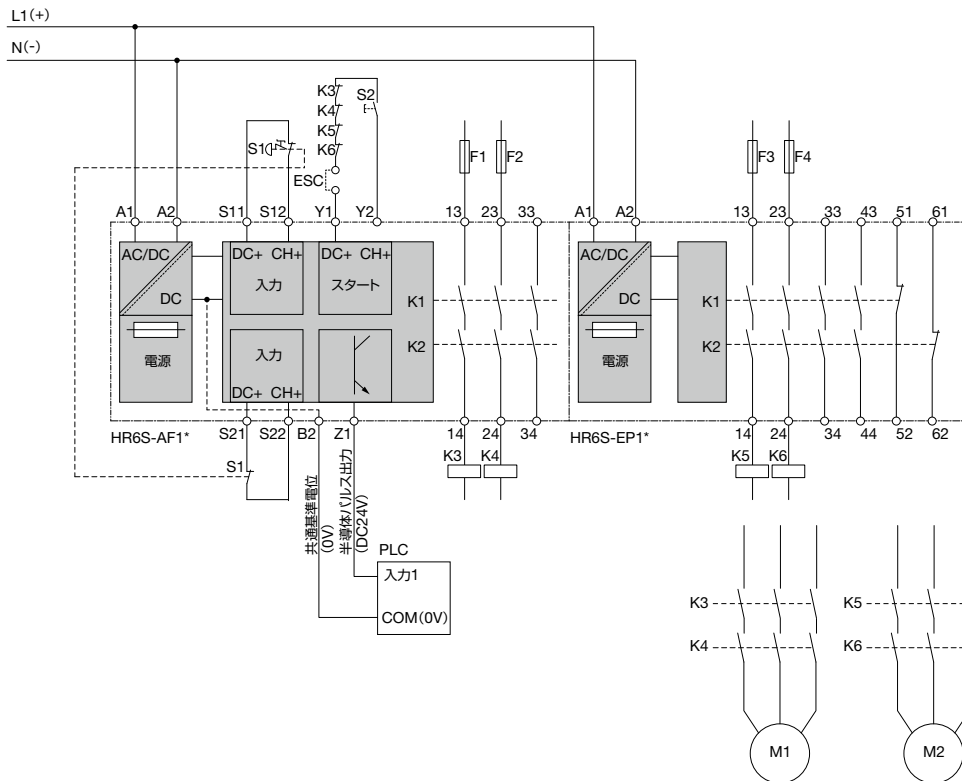 L1(+)
N(-)
K3
K4
K5
K6
S2
S1
ESC
F1
F2
F3
F4
A1
A2
S11
S12
Y1
Y2
13
23
33
A1
A2
13
23
33
43
51
61
AC/DC
DC
電源
DC+ CH+
入力
DC+ CH+
スタート
入力
DC+ CH+
K1
K2
AC/DC
DC
電源
K1
K2
HR6S-AF1*
S21
S22
B2
Z1
14
24
34
HR6S-EP1*
14
24
34
44
52
62
S1
K3
K4
K5
K6
共通基準電位
(0V)
半導体パルス出力
(DC24V)
PLC
入力1
COM(0V)
K3
K4
K5
K6
M1
M2